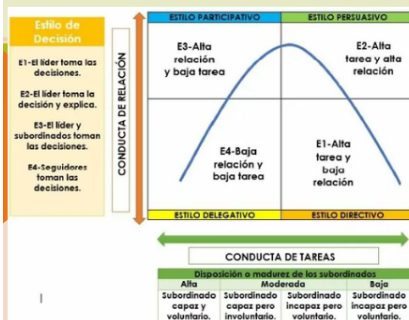 Estilo de
Decisión
E1-El líder toma las
decisiones.
E2-El líder toma la
decisión y explica.
E3-El líder y
subordinados toman
las decisiones.
E4-Seguidores
toman las
decisiones.
CONDUCTA DE RELACIÓN
ESTILO PARTICIPATIVO
ESTILO PERSUASIVO
E3-Alta
relación
y baja tarea
E2-Alta
tarea y alta
relación
E4-Baja
relación y
baja tarea
E1-Alta
tarea y
baja
relación
ESTILO DELEGATIVO
ESTILO DIRECTIVO
CONDUCTA DE TAREAS
Disposición o madurez de los subordinados
Alta
Moderada
Baja
Subordinado
capaz y
voluntario.
Subordinado
capaz pero
involuntario.
Subordinado
incapaz pero
voluntario.
Subordinado
incapaz pero
voluntario.